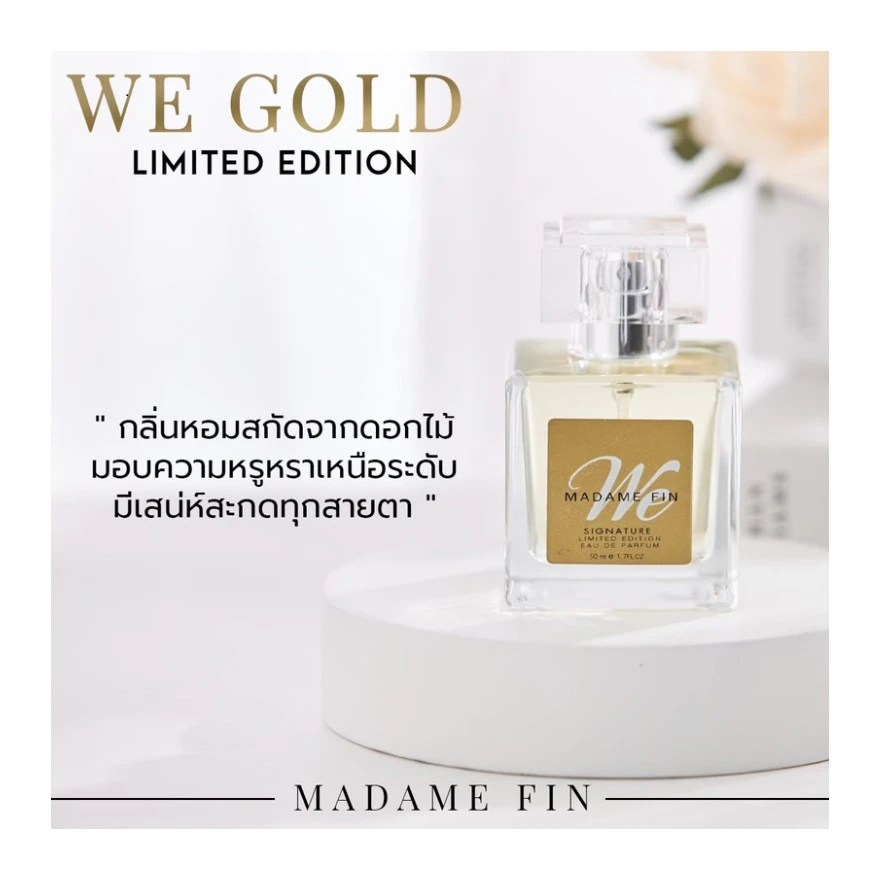 WE GOLD
LIMITED EDITION
" กลิ่นหอมสกัดจากดอกไม้
มอบความหรูหราเหนือระดับ
มีเสน่ห์สะกดทุกสายตา "
We
MADAME FIN
SIGNATURE
LIMITED EDITION
EAU DE PARFUM
50 ml e 1.7FL.OZ
MADAME FIN